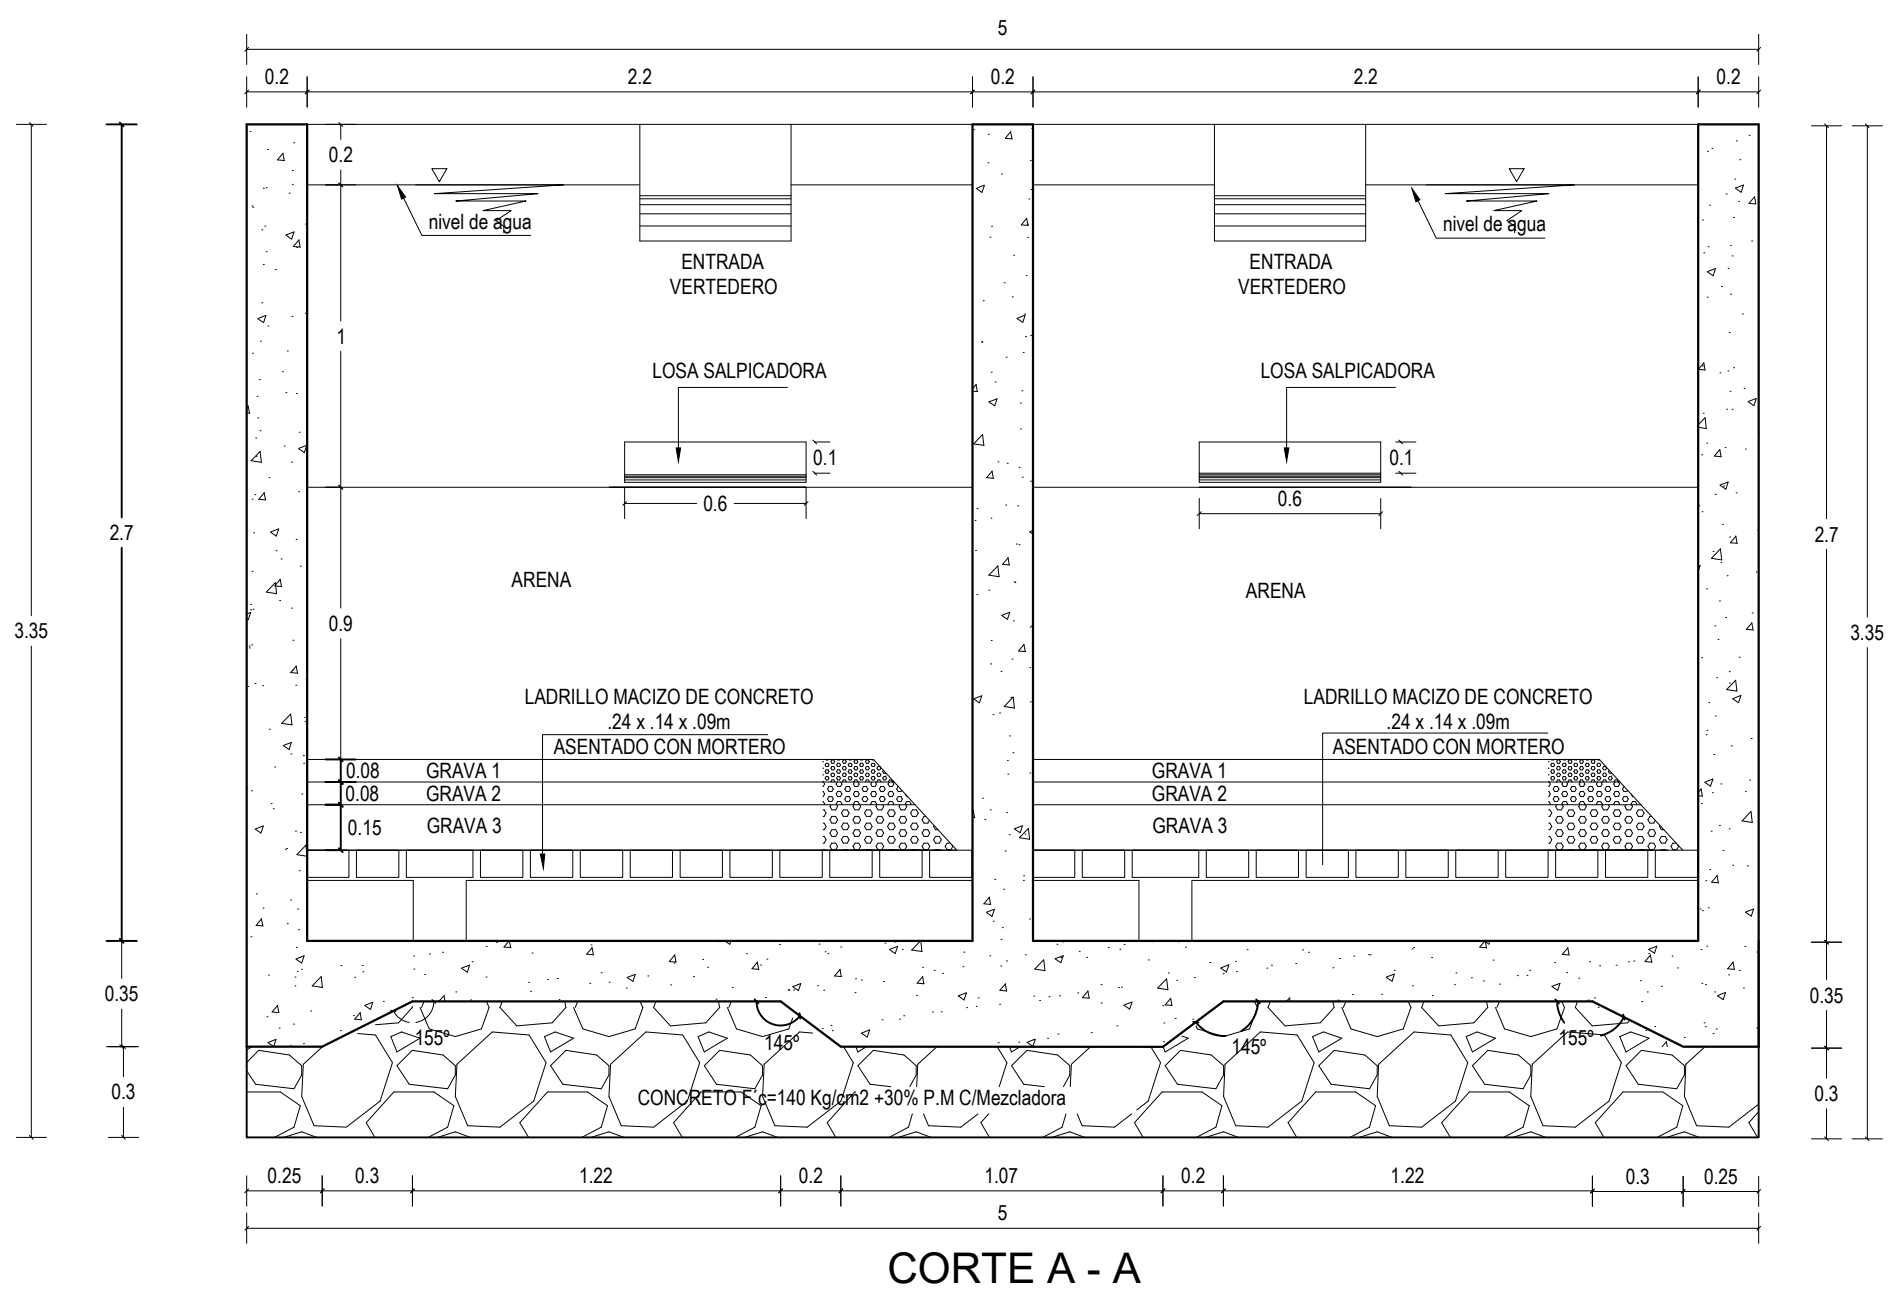 5
0.2 2.2 0.2 2.2 0.2
0.2
nivel de agua
nivel de agua
ENTRADA
VERTEDERO
ENTRADA
VERTEDERO
1
LOSA SALPICADORA
LOSA SALPICADORA
0.1
0.1
0.6
0.6
2.7
2.7
ARENA
ARENA
3.35
0.9
3.35
LADRILLO MACIZO DE CONCRETO
.24 x .14 x .09m
ASENTADO CON MORTERO
LADRILLO MACIZO DE CONCRETO
.24 x .14 x .09m
ASENTADO CON MORTERO
0.08 GRAVA 1
GRAVA 1
0.08 GRAVA 2
GRAVA 2
0.15 GRAVA 3
GRAVA 3
0.35
0.35
155º
145º
145º
155º
0.3
CONCRETO F´c=140 Kg/cm2 +30% P.M C/Mezcladora
0.3
0.25 0.3 1.22 0.2 1.07 0.2 1.22 0.3 0.25
5
CORTE A - A